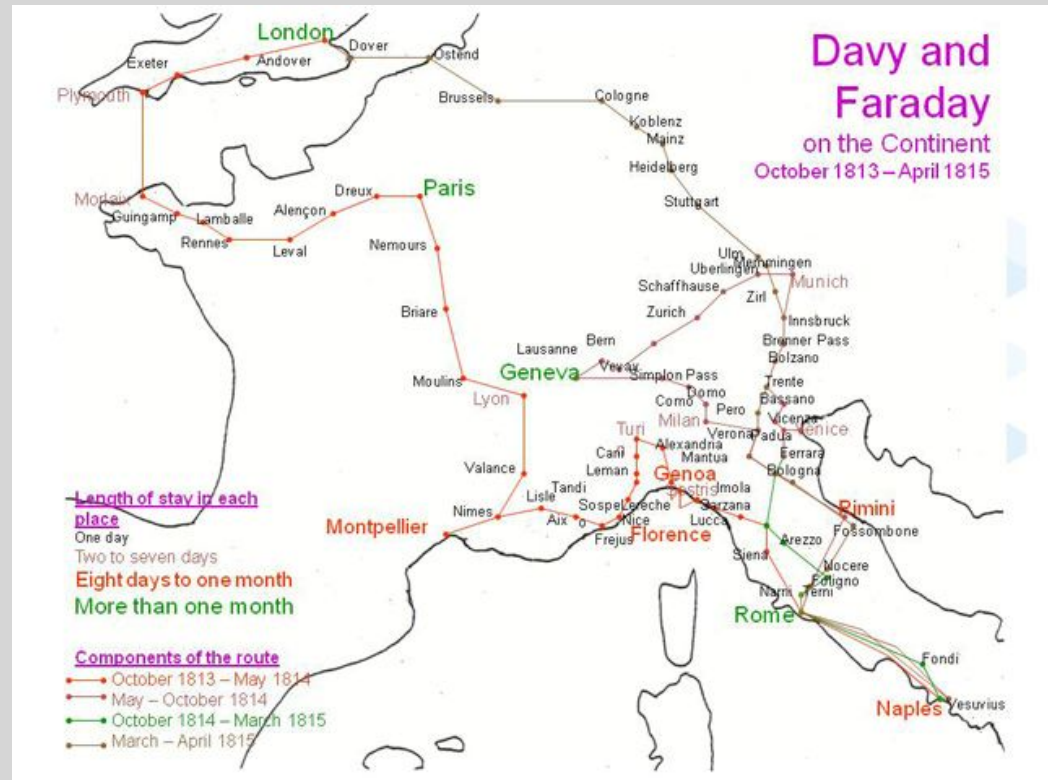 Davy and
Faraday
on the Continent
October 1813 – April 1815
London
Dover
Ostend
Exeter
Andover
Plymouth
Brussels
Cologne
Koblenz
Mainz
Heidelberg
Morlaix
Dreux
Paris
Stuttgart
Guingamp
Lamballe
Alençon
Rennes
Leval
Nemours
Ulm
Memmingen
Uberlingen
Munich
Schaffhause
Zirl
Briare
Zurich
Innsbruck
Bern
Brenner Pass
Lausanne
Bolzano
Vevay
Geneva
Simplon Pass
Moulins
Trente
Domo
Lyon
Como
Bassano
Pero
Milan
Vicenza
Venice
Turi
n
Verona
Padua
Alexandria
Cani
Mantua
Ferrara
Valance
Leman
Genoa
Bologna
Sestris
Imola
Lisle
Tandi
Sospel
Lereche
Sarzana
Rimini
Nimes
Aix
o
Nice
Lucca
Montpellier
Frejus
Florence
Fossombone
Arezzo
Siena
Nocere
Foligno
Narni
Terni
Rome
Fondi
Naples
Vesuvius
Length of stay in each
place
One day
Two to seven days
Eight days to one month
More than one month
Components of the route
October 1813 – May 1814
May – October 1814
October 1814 – March 1815
March – April 1815